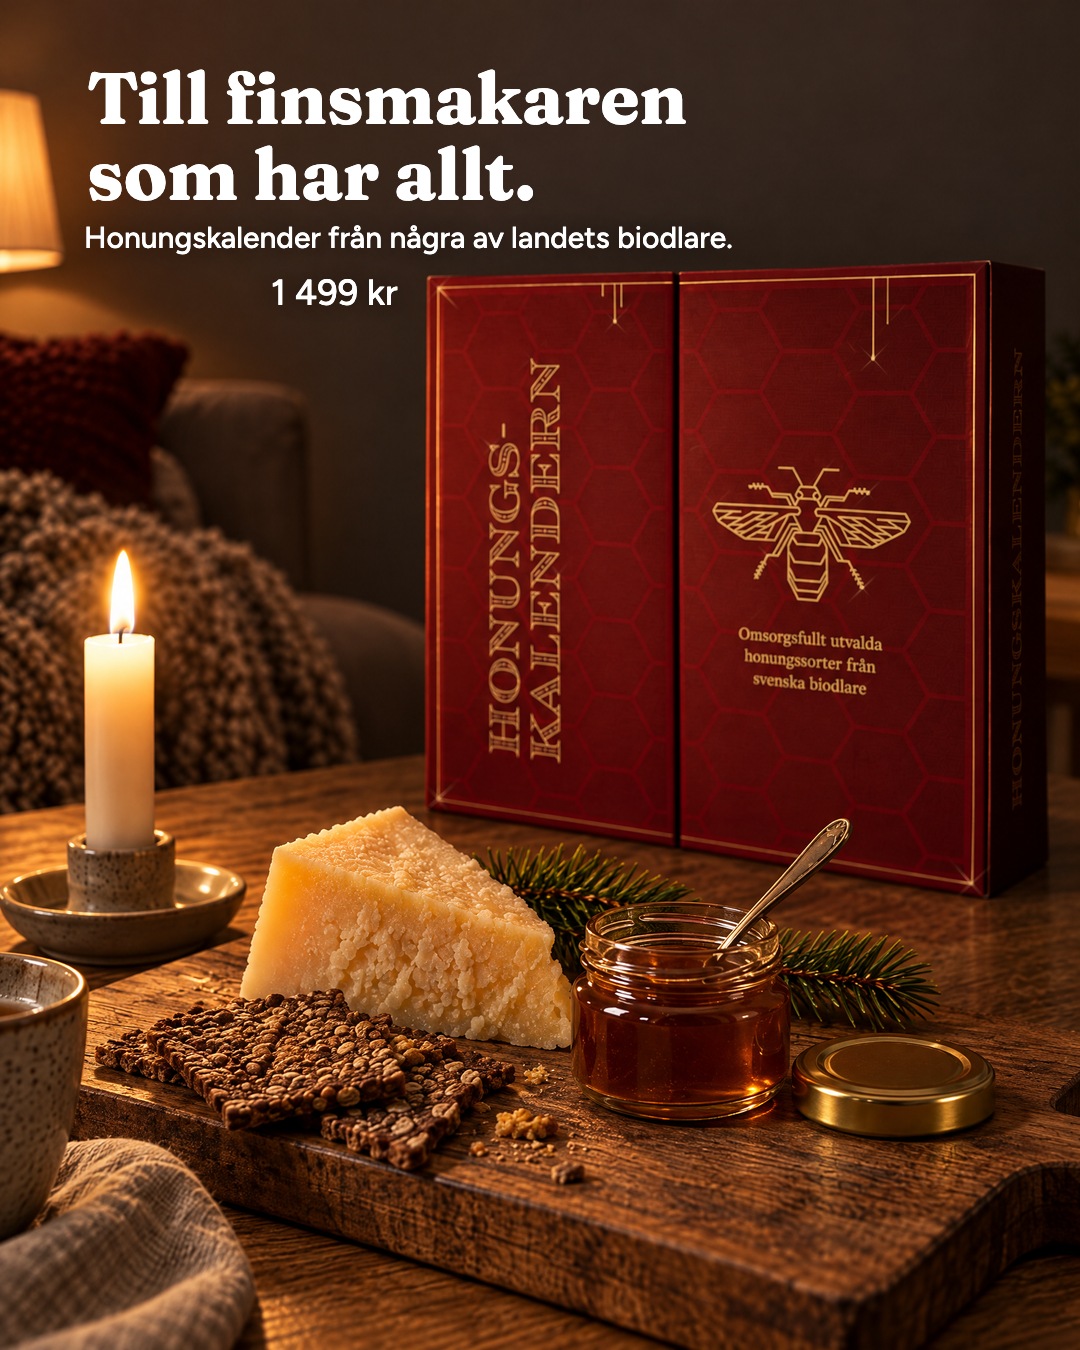 Till finsmakaren
som har allt.
Honungskalender från några av landets biodlare.
1 499 kr
HONUNGS-
KALENDERN
Omsorgsfullt utvalda
honungssorter från
svenska biodlare
HONUNGSKALENDERN